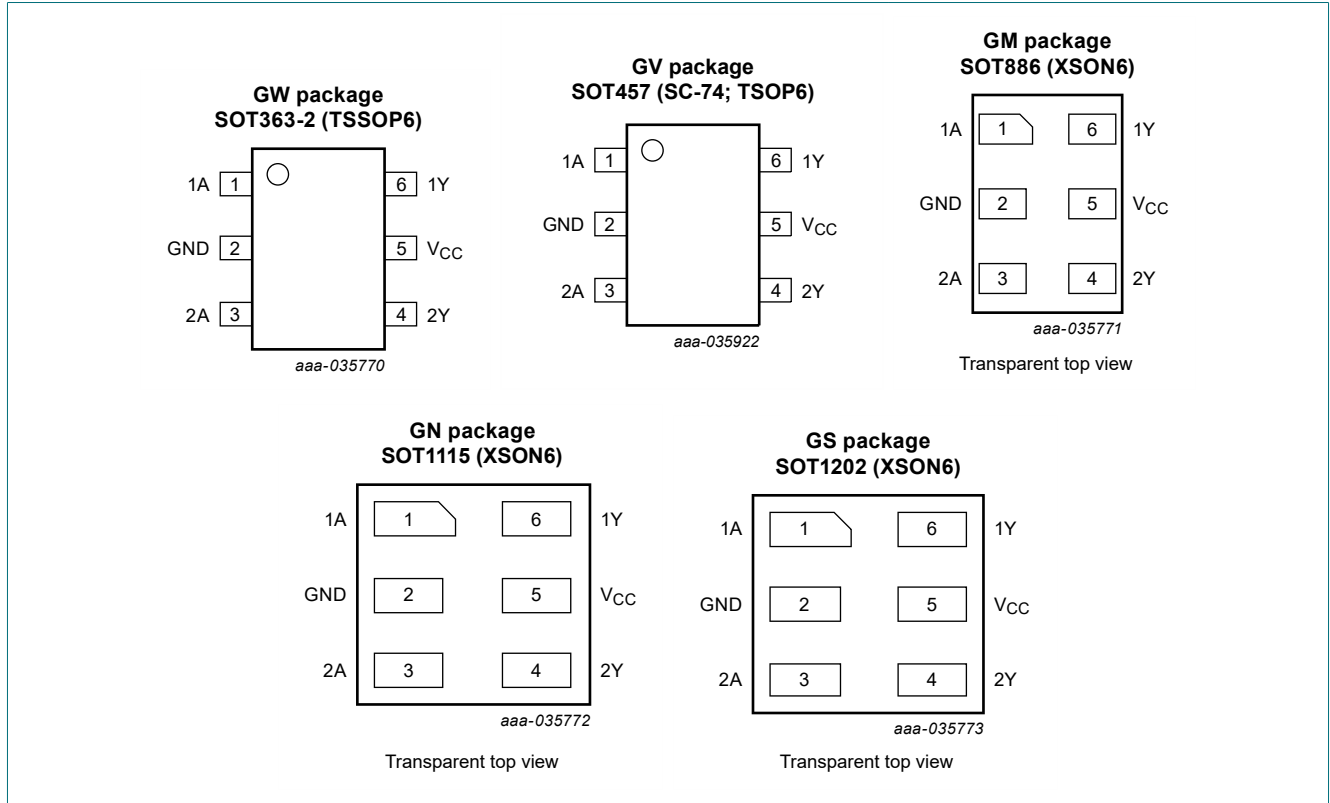 GW package
SOT363-2 (TSSOP6)
1A 1 6 1Y
GND 2 5 VCC
2A 3 4 2Y
aaa-035770
GV package
SOT457 (SC-74; TSOP6)
1A 1 6 1Y
GND 2 5 VCC
2A 3 4 2Y
aaa-035922
GM package
SOT886 (XSON6)
1A 1 6 1Y
GND 2 5 VCC
2A 3 4 2Y
aaa-035771
Transparent top view
GN package
SOT1115 (XSON6)
1A 1 6 1Y
GND 2 5 VCC
2A 3 4 2Y
aaa-035772
Transparent top view
GS package
SOT1202 (XSON6)
1A 1 6 1Y
GND 2 5 VCC
2A 3 4 2Y
aaa-035773
Transparent top view